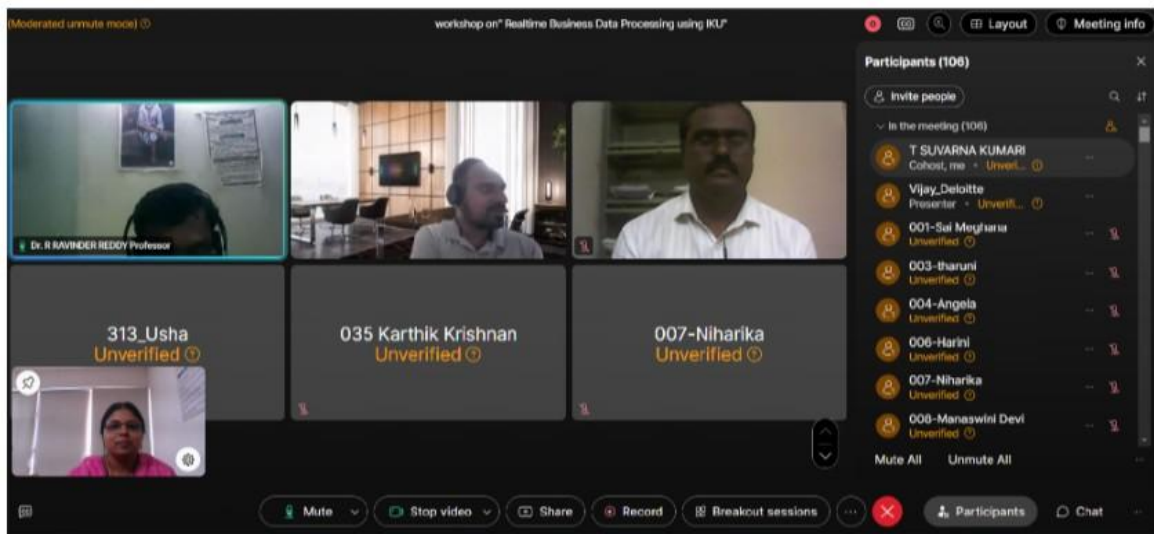 (Moderated unmute mode)
workshop on" Realtime Business Data Processing using IKU"
Layout
Meeting info
Dr. R RAVINDER REDDY Professor
313_Usha
Unverified
035 Karthik Krishnan
Unverified
007-Niharika
Unverified
Participants (106)
Invite people
In the meeting (106)
T SUVARNA KUMARI
Cohost, me • Unveri...
Vijay_Deloitte
Presenter • Unverifi...
001-Sai Meghana
Unverified
003-tharuni
Unverified
004-Angela
Unverified
006-Harini
Unverified
007-Niharika
Unverified
008-Manaswini Devi
Unverified
Mute All Unmute All
Mute
Stop video
Share
Record
Breakout sessions
Participants
Chat